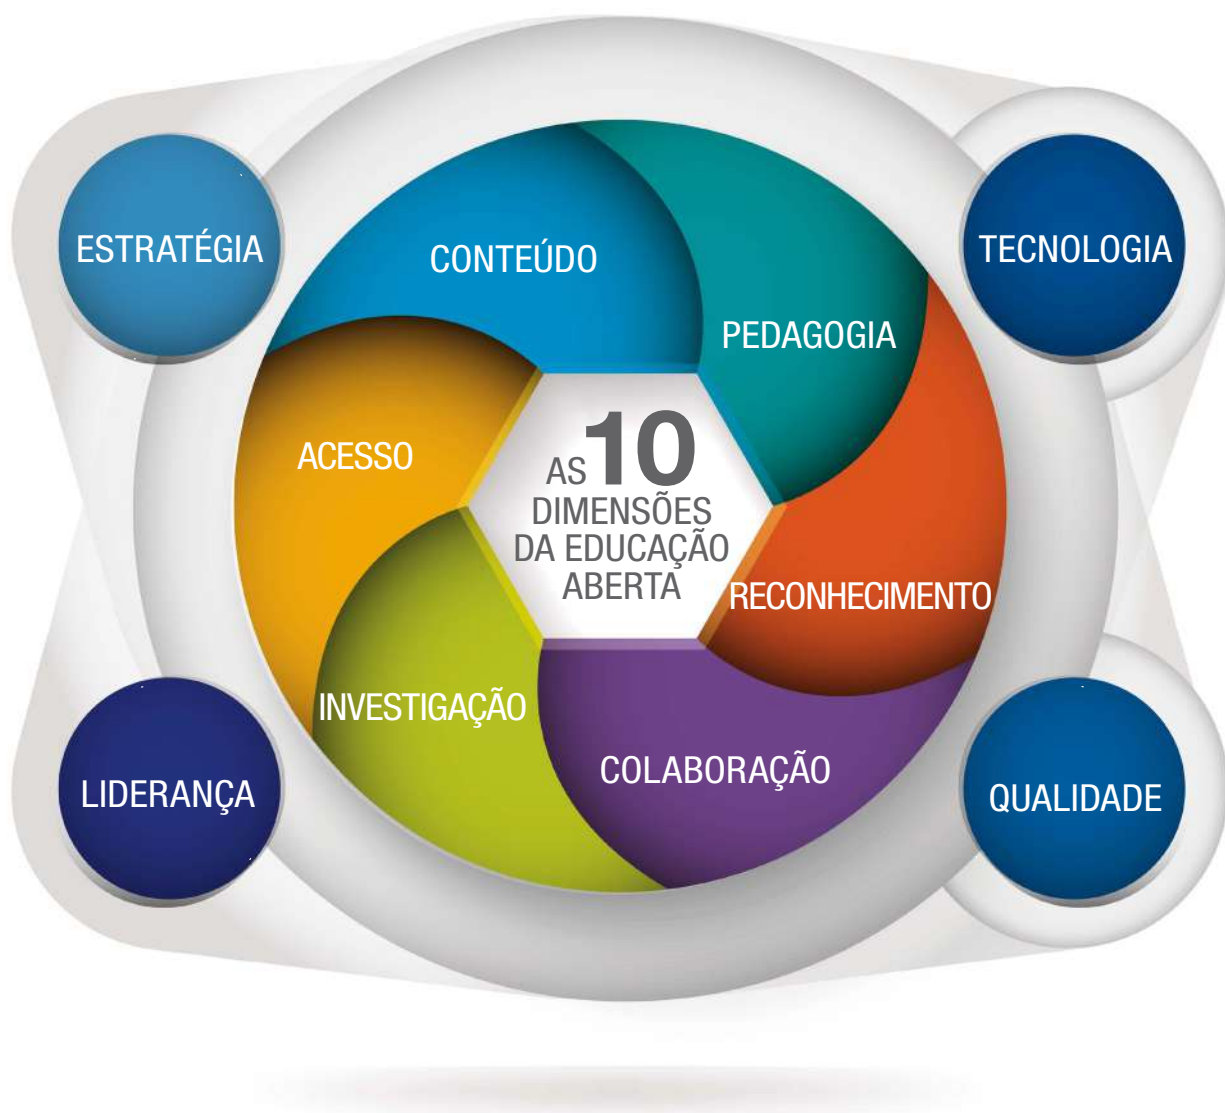 ESTRATÉGIA
TECNOLOGIA
CONTEÚDO
PEDAGOGIA
ACESSO
AS 10
DIMENSÕES
DA EDUCAÇÃO
ABERTA
RECONHECIMENTO
INVESTIGAÇÃO
COLABORAÇÃO
LIDERANÇA
QUALIDADE